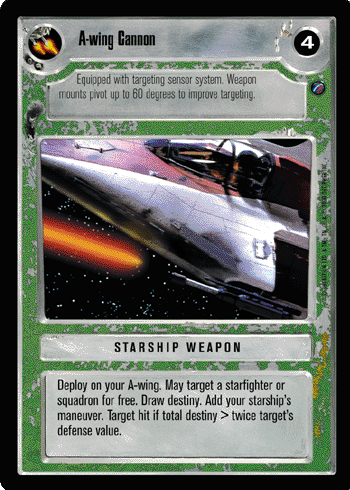 A-wing Cannon
4
Equipped with targeting sensor system. Weapon
mounts pivot up to 60 degrees to improve targeting.
STARSHIP WEAPON
Deploy on your A-wing. May target a starfighter or
squadron for free. Draw destiny. Add your starship's
maneuver. Target hit if total destiny > twice target's
defense value.